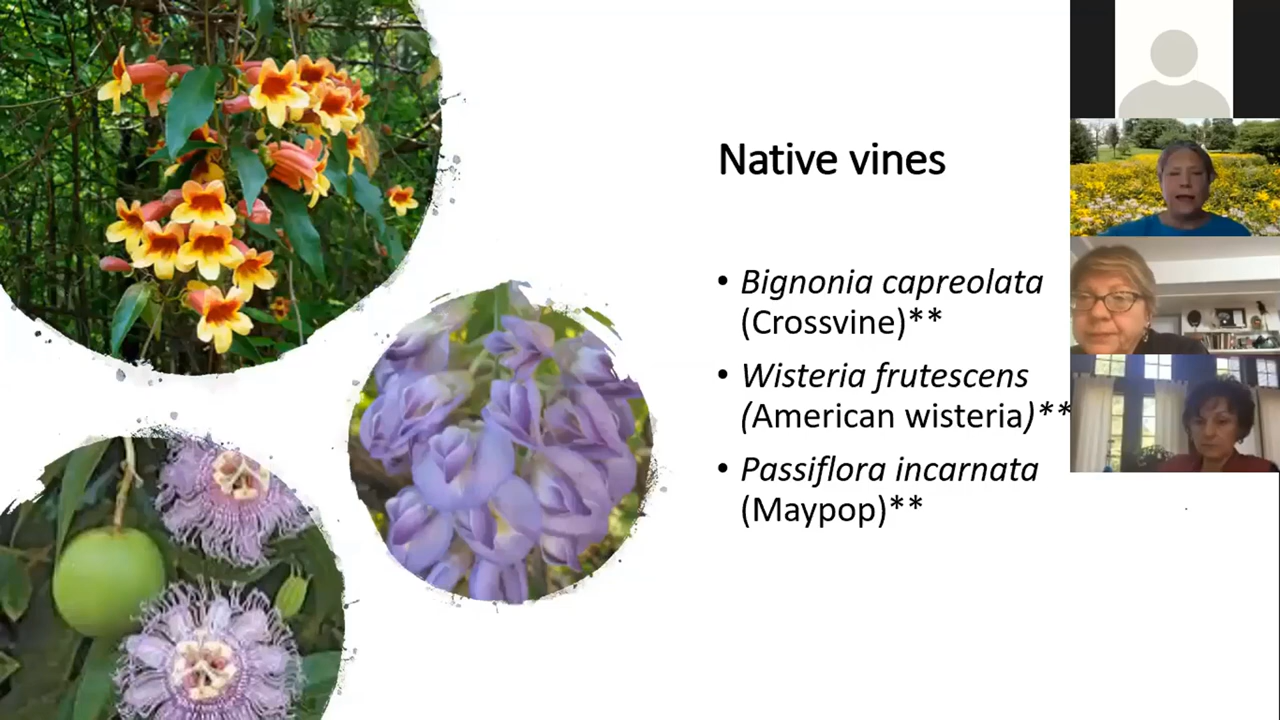 Native vines
• Bignonia capreolata
(Crossvine)**
• Wisteria frutescens
(American wisteria)**
• Passiflora incarnata
(Maypop)**